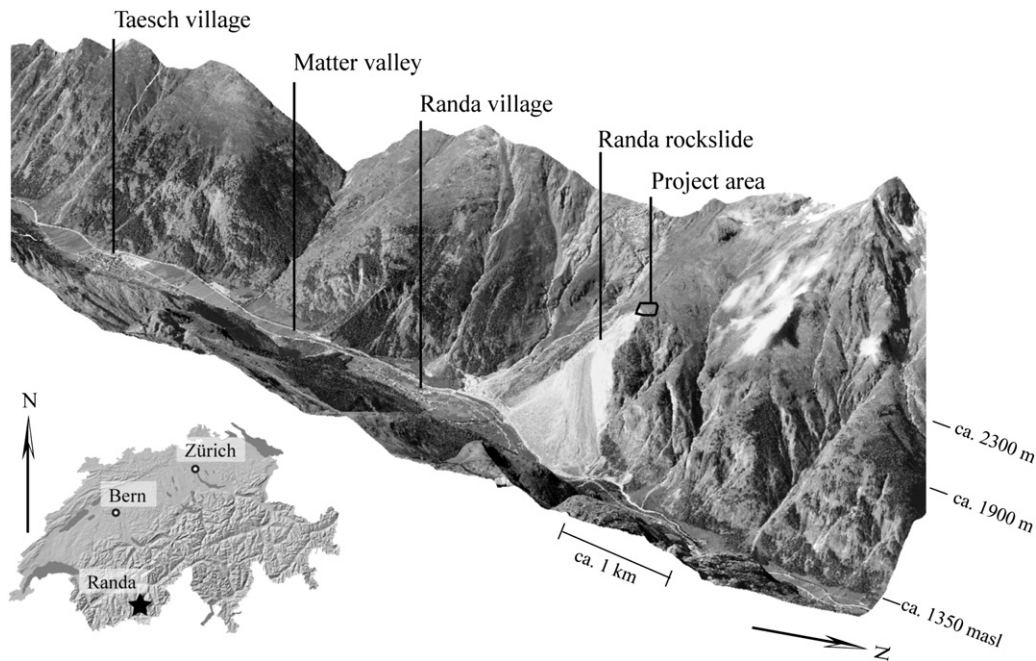 Taesch village
Matter valley
Randa village
Randa rockslide
Project area
N
Zürich
Bern
Randa
ca. 2300 m
ca. 1900 m
ca. 1 km
ca. 1350 masl
N